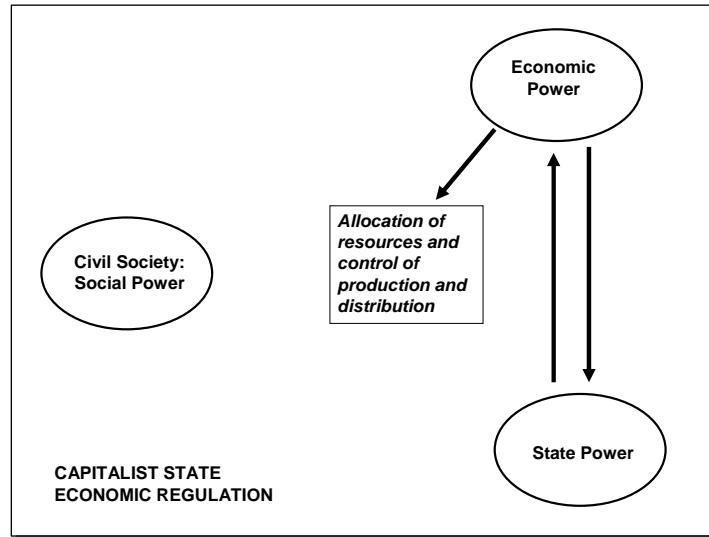 Economic
Power
Allocation of
resources and
control of
production and
distribution
Civil Society:
Social Power
State Power
CAPITALIST STATE
ECONOMIC REGULATION